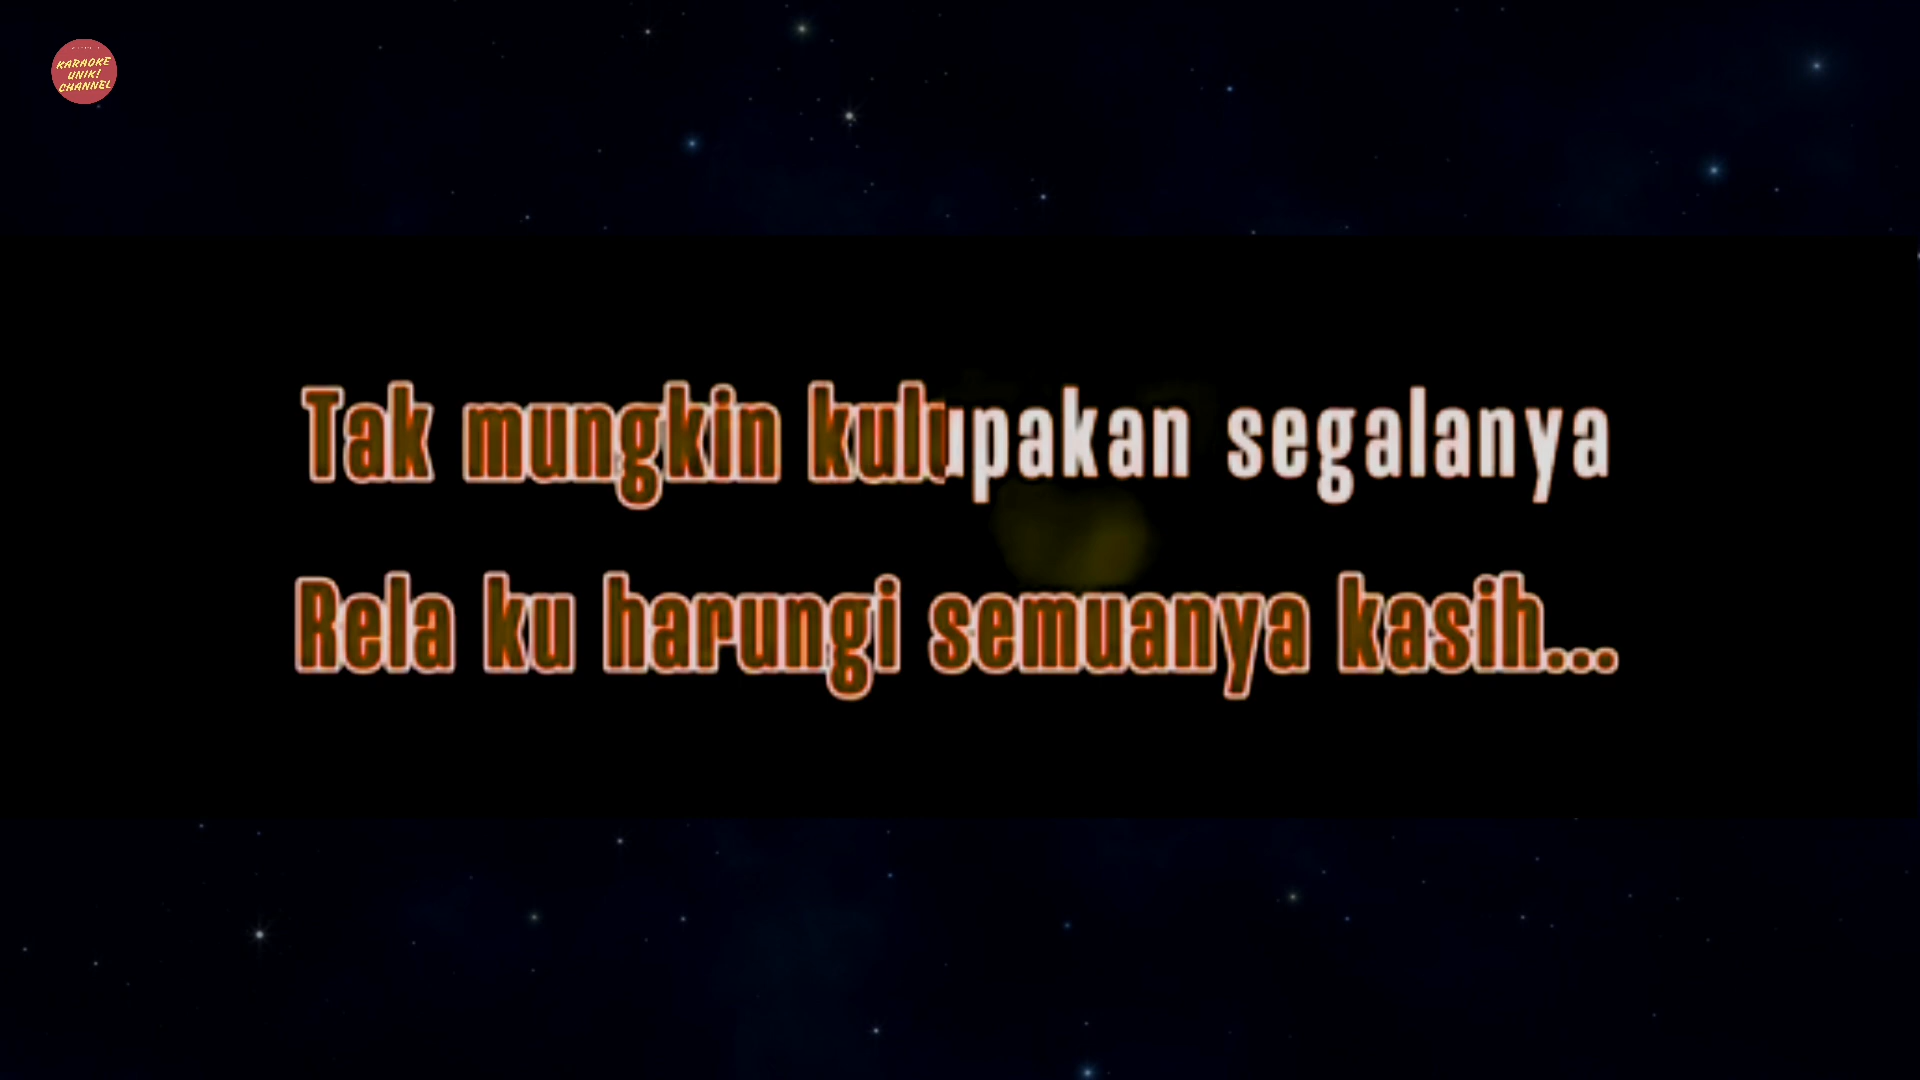 KARAOKE
UNIK!
CHANNEL
Tak mungkin kulupakan segalanya
Rela ku harungi semuanya kasih...